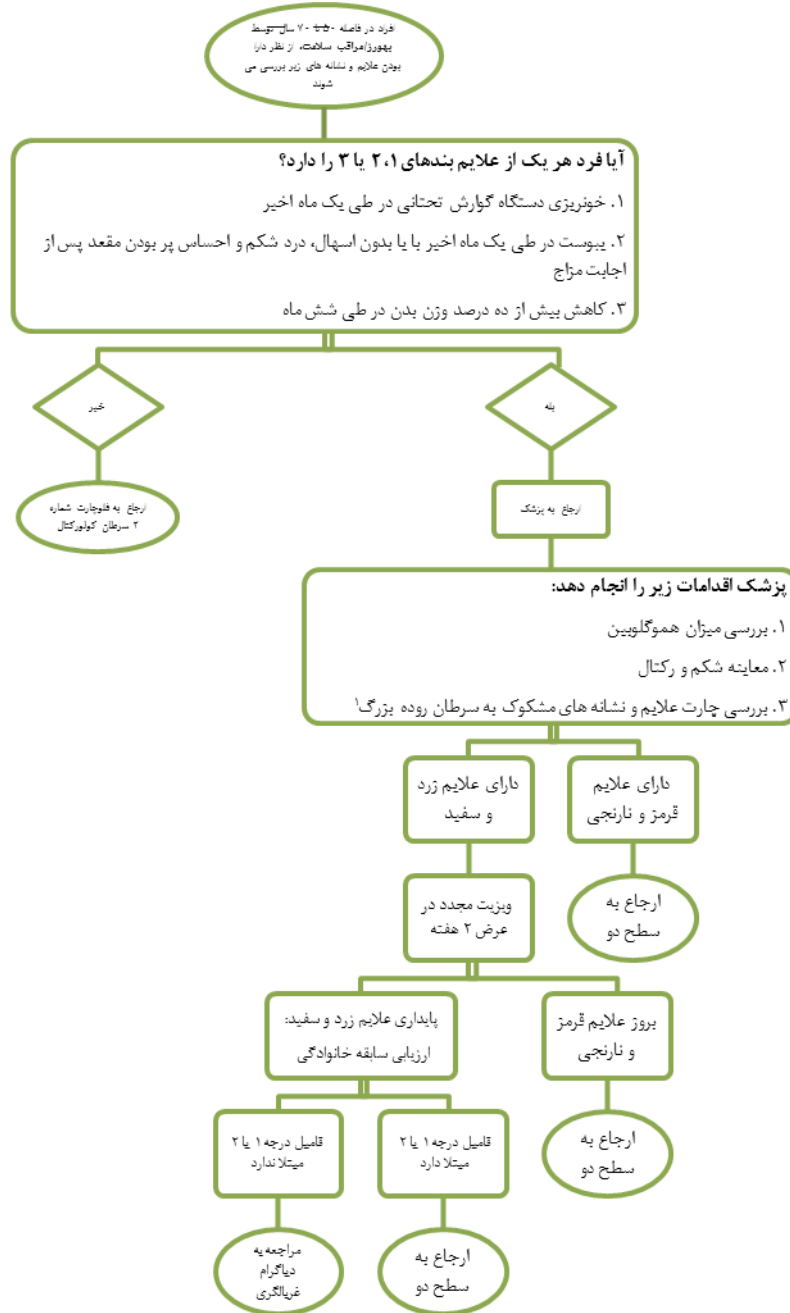 افراد در فاصله ۵۰ تا ۷۰ سال توسط
بهورز/مراقب سلامت، از نظر دارا
بودن علایم و نشانه های زیر بررسی می
شوند
آیا فرد هر یک از علایم بندهای ۲،۱ یا ۳ را دارد؟
۱. خونریزی دستگاه گوارش تحتانی در طی یک ماه اخیر
۲. یبوست در طی یک ماه اخیر با یا بدون اسهال، درد شکم و احساس پر بودن مقعد پس از
اجابت مزاج
۳. کاهش بیش از ده درصد وزن بدن در طی شش ماه
بله
خیر
ارجاع به پزشک
ارجاع به فلوچارت شماره
۲ سرطان کولورکتال
پزشک اقدامات زیر را انجام دهد:
۱. بررسی میزان هموگلوبین
۲. معاینه شکم و رکتال
۳. بررسی چارت علایم و نشانه های مشکوک به سرطان روده بزرگ۱
دارای علایم
قرمز و نارنجی
دارای علایم زرد
و سفید
ارجاع به
سطح دو
ویزیت مجدد در
عرض ۲ هفته
بروز علایم قرمز
و نارنجی
پایداری علایم زرد و سفید:
ارزیابی سابقه خانوادگی
ارجاع به
سطح دو
فامیل درجه ۱ یا ۲
مبتلا دارد
فامیل درجه ۱ یا ۲
مبتلا ندارد
ارجاع به
سطح دو
مراجعه به
دیاگرام
غربالگری